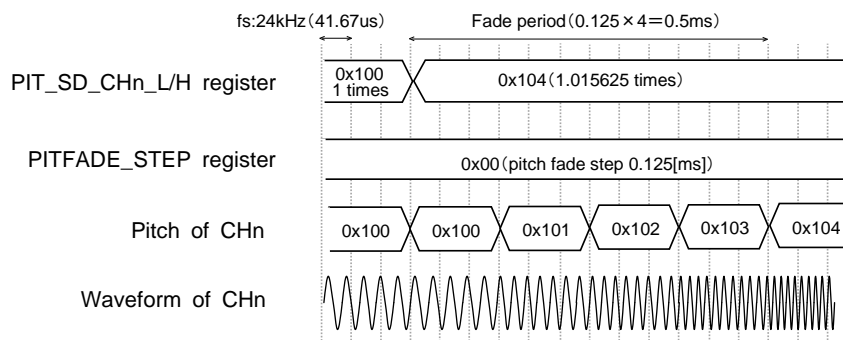 fs:24kHz(41.67us)
Fade period(0.125×4=0.5ms)
PIT_SD_CHn_L/H register
0x100
1 times
0x104(1.015625 times)
PITFADE_STEP register
0x00(pitch fade step 0.125[ms])
Pitch of CHn
0x100 0x100 0x101 0x102 0x103 0x104
Waveform of CHn